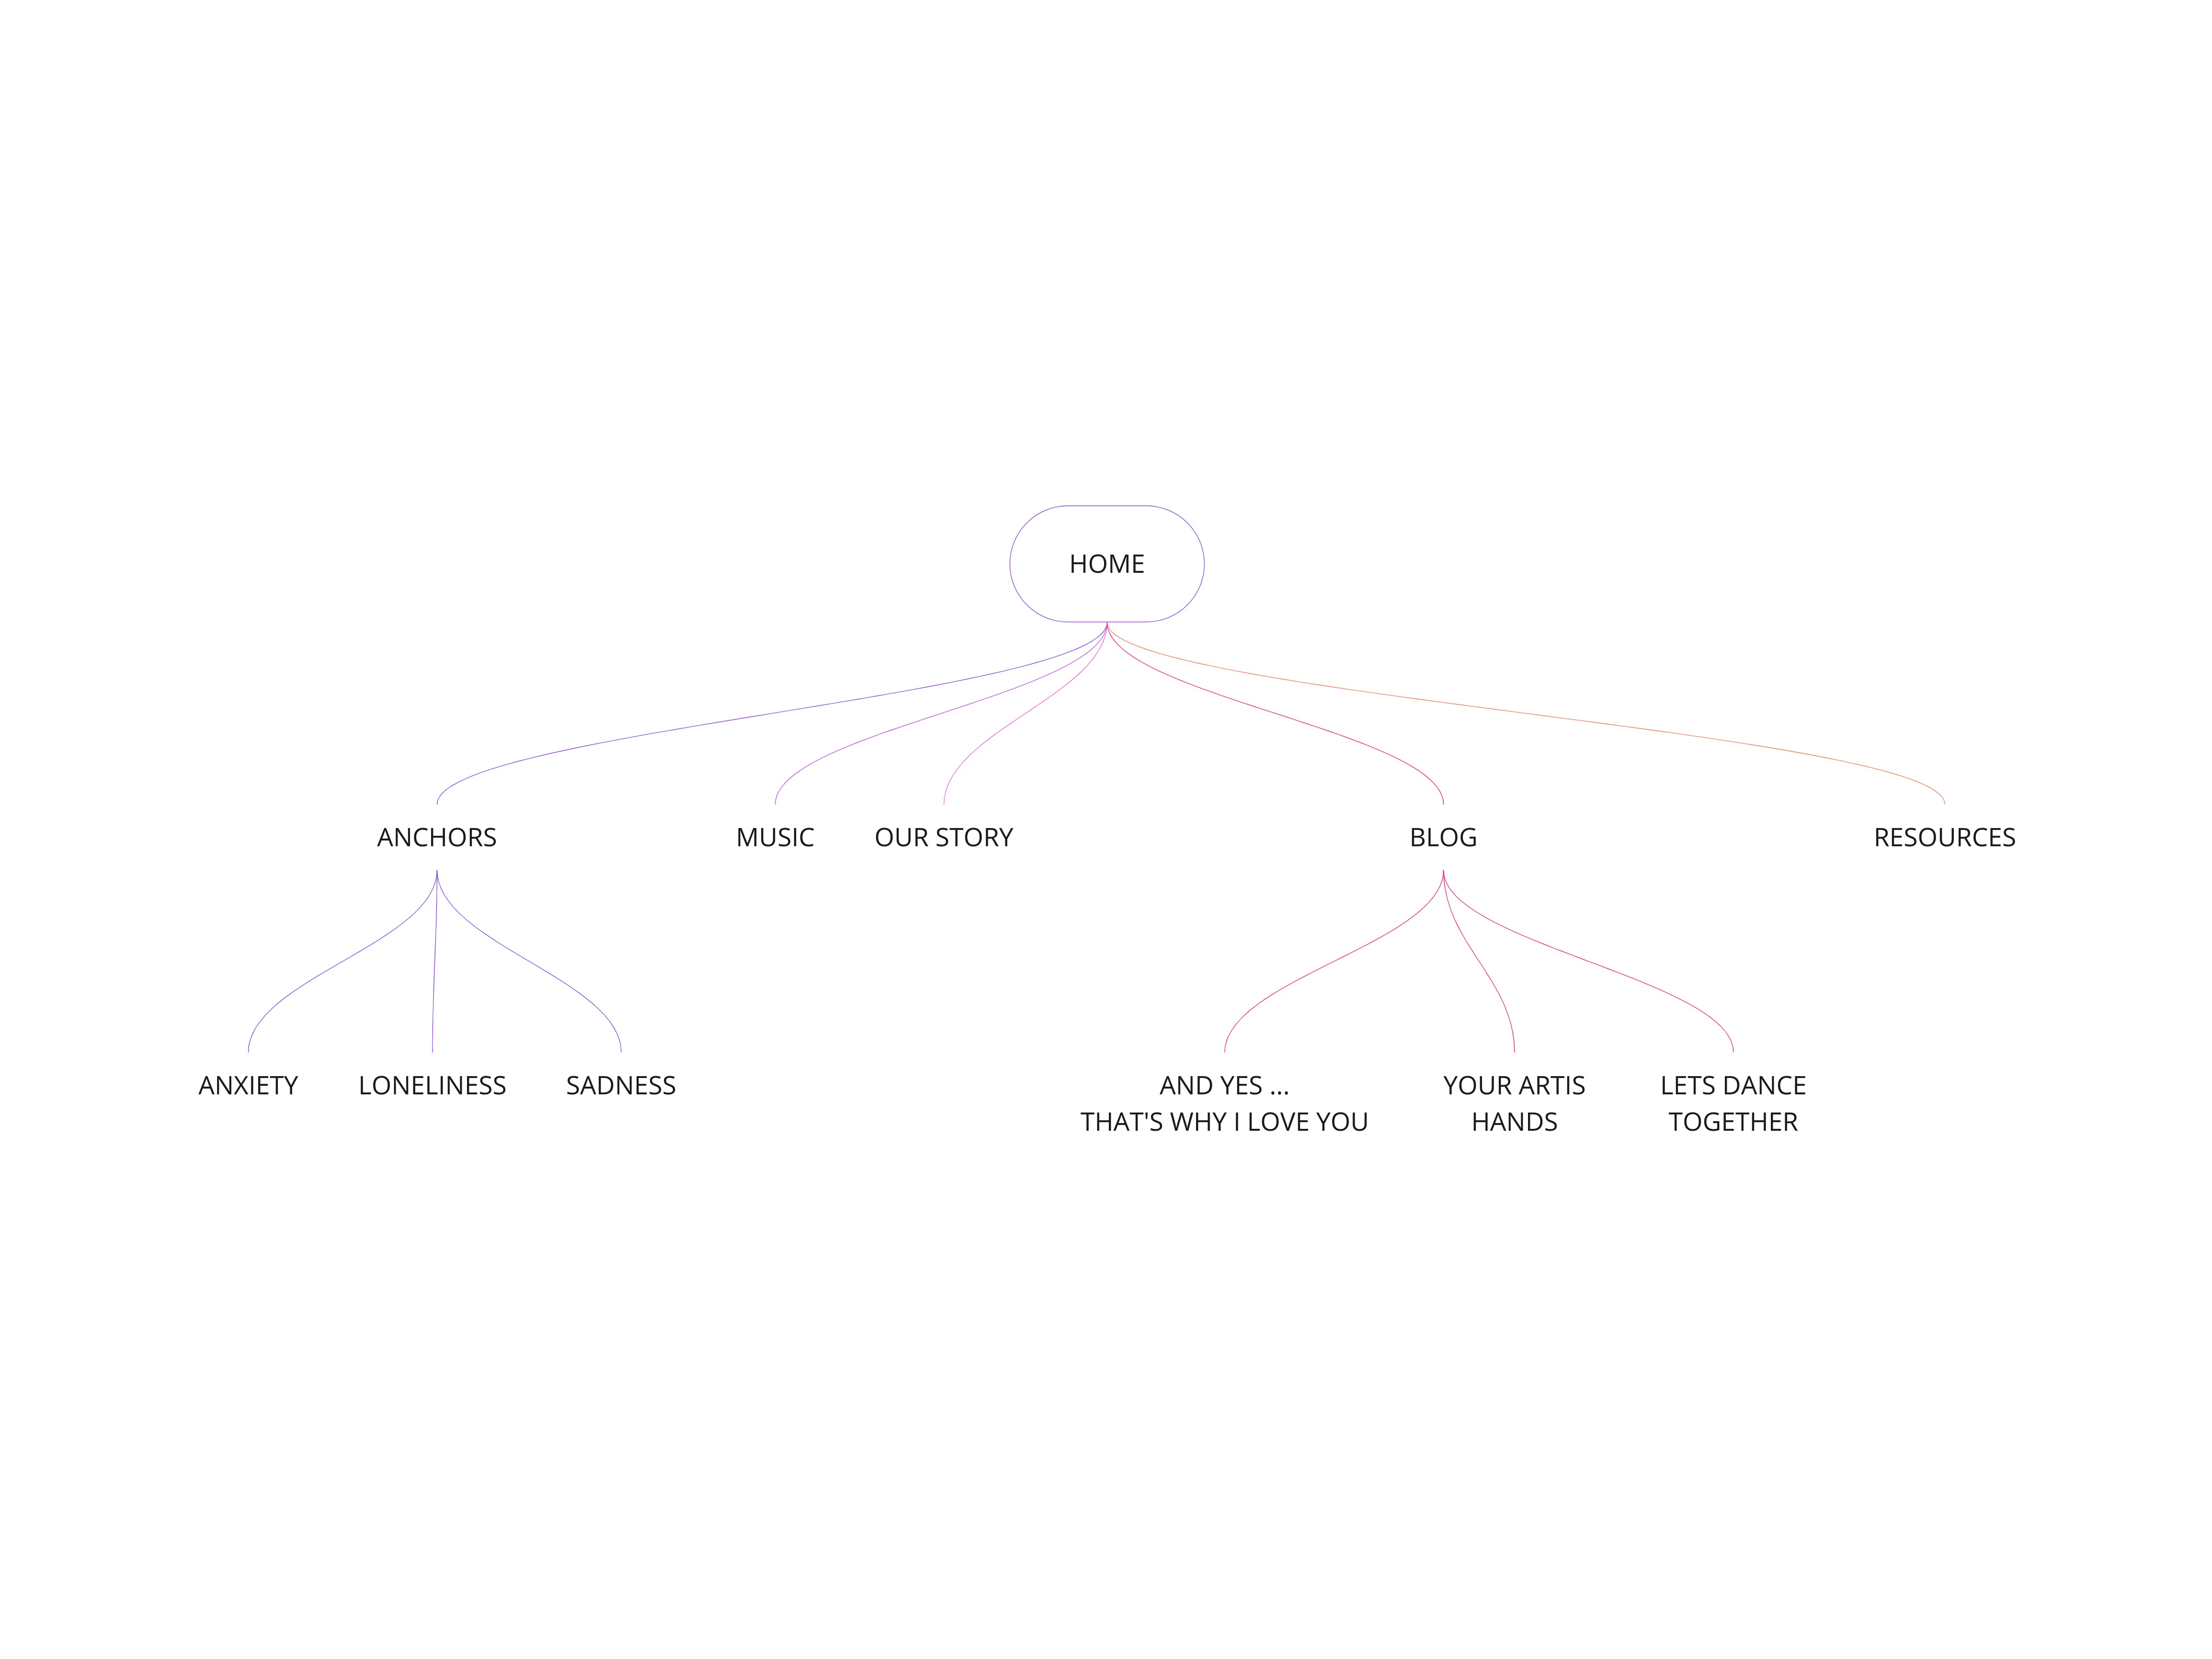 HOME
ANCHORS
MUSIC
OUR STORY
BLOG
RESOURCES
ANXIETY
LONELINESS
SADNESS
AND YES ...
THAT'S WHY I LOVE YOU
YOUR ARTIS
HANDS
LETS DANCE
TOGETHER